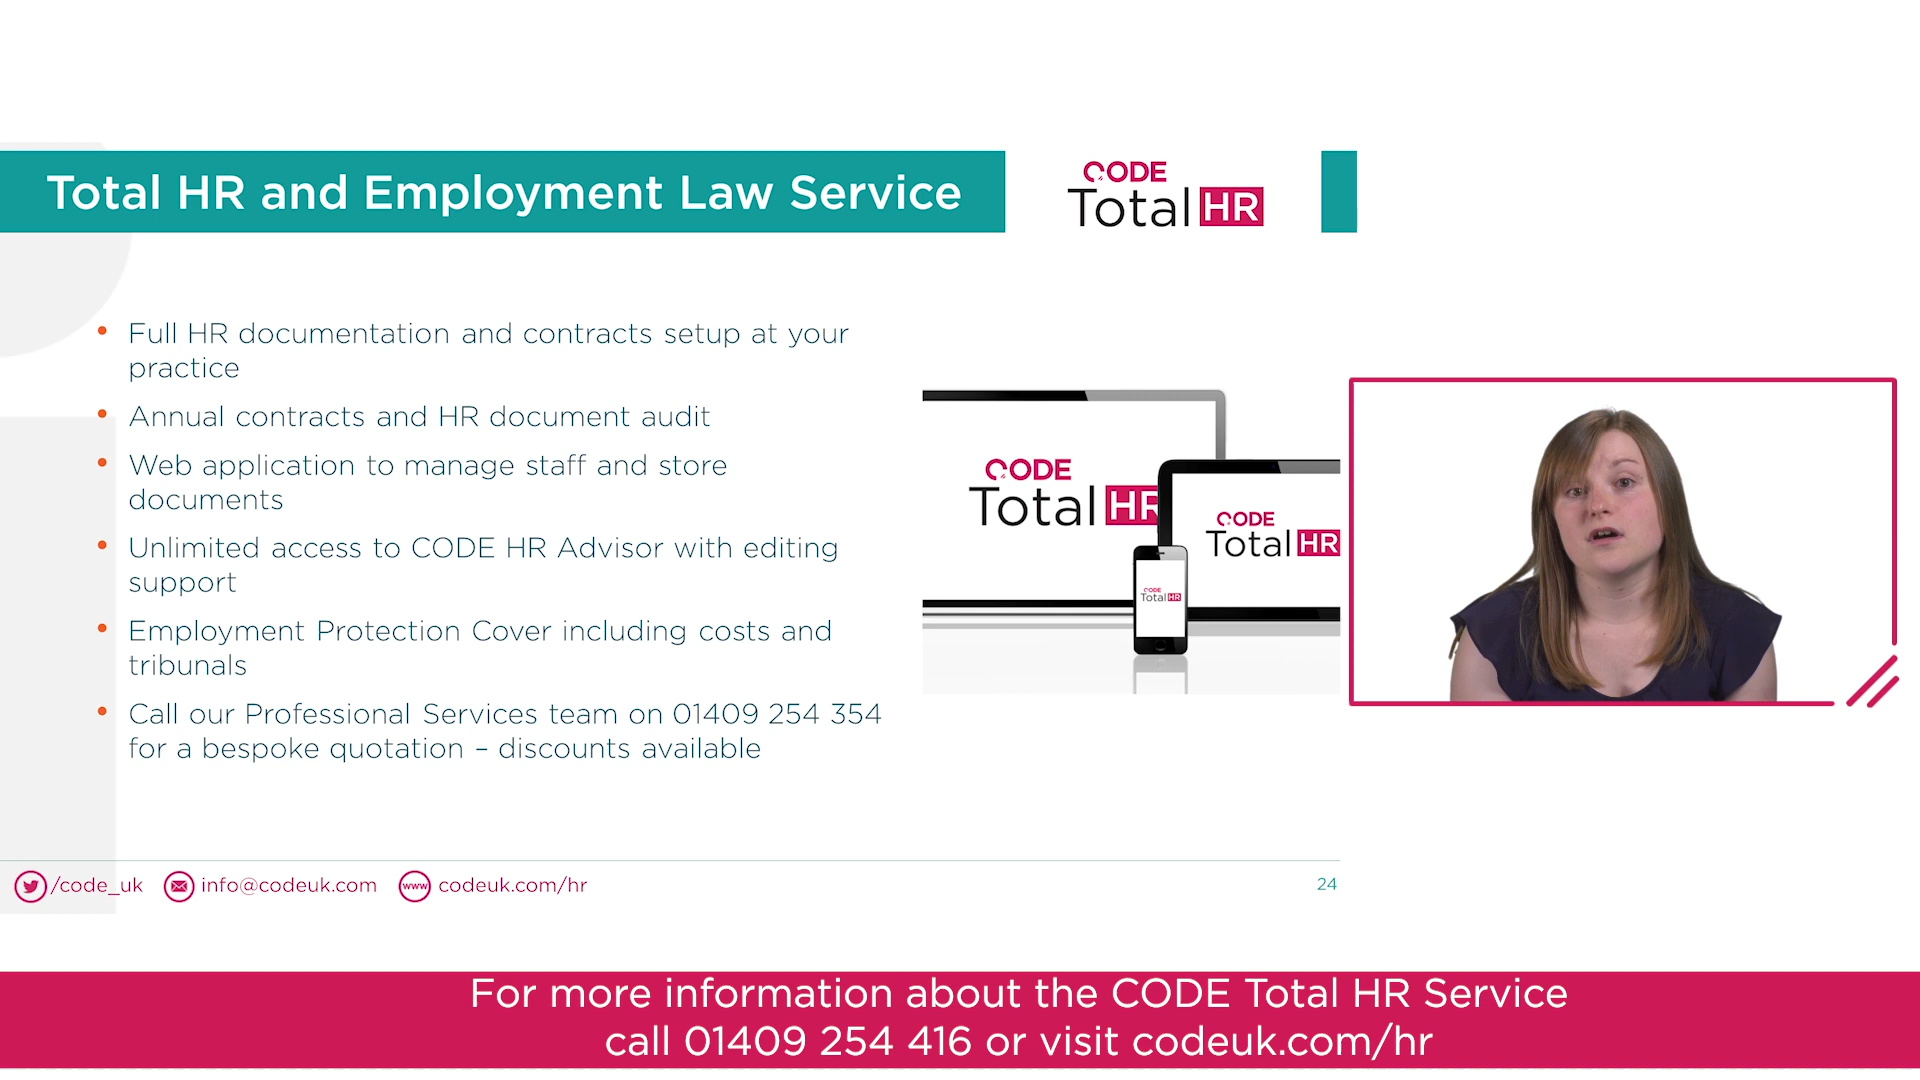 Total HR and Employment Law Service
CODE
Total HR
• Full HR documentation and contracts setup at your
practice
• Annual contracts and HR document audit
• Web application to manage staff and store
documents
• Unlimited access to CODE HR Advisor with editing
support
• Employment Protection Cover including costs and
tribunals
• Call our Professional Services team on 01409 254 354
for a bespoke quotation – discounts available
CODE
Total HR
CODE
Total HR
CODE
Total HR
/code_uk info@codeuk.com www codeuk.com/hr
24
For more information about the CODE Total HR Service
call 01409 254 416 or visit codeuk.com/hr